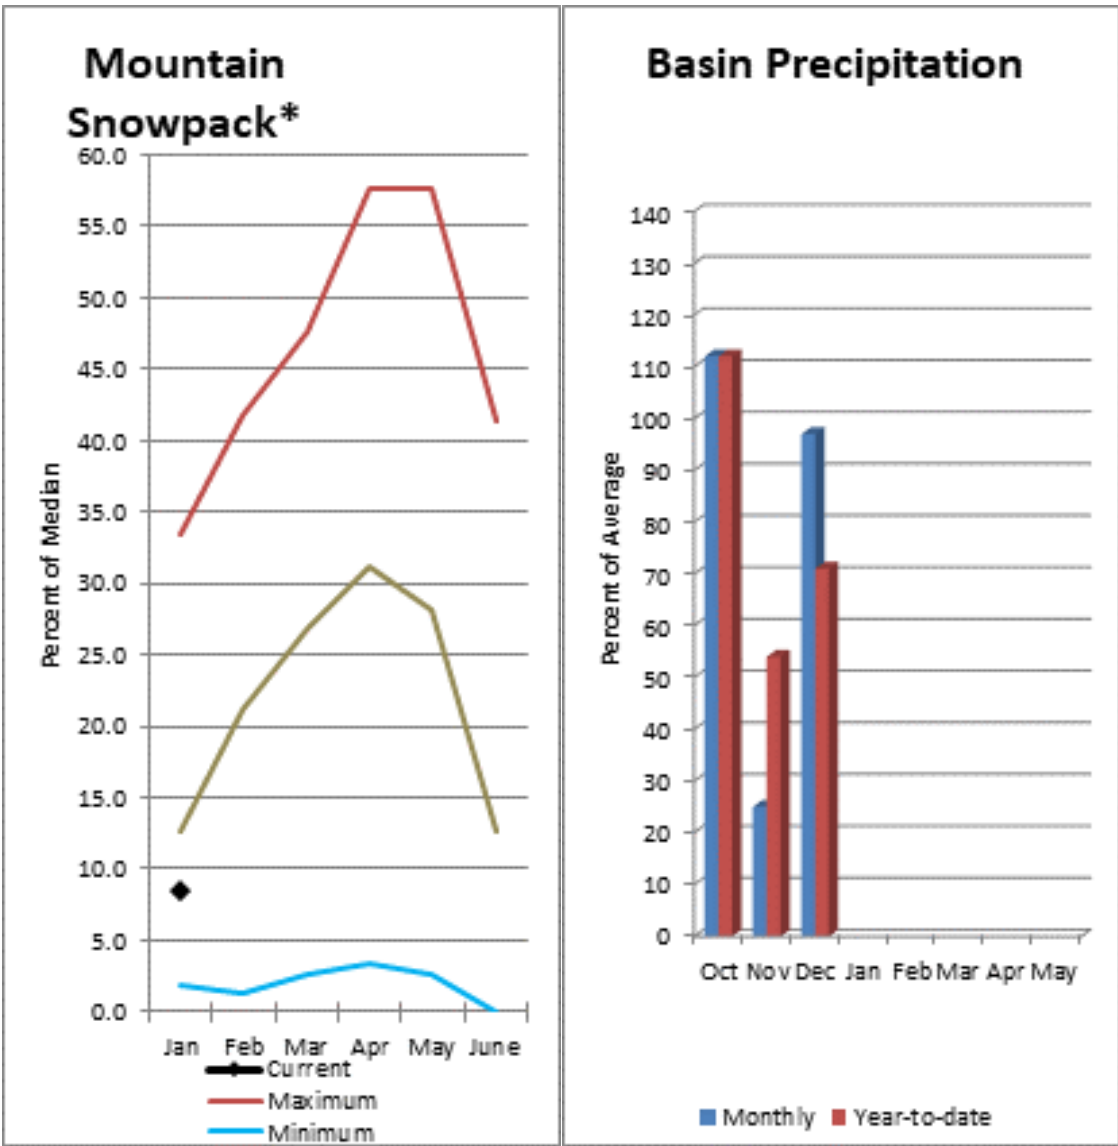 Mountain
Snowpack*
60.0
55.0
50.0
45.0
40.0
35.0
30.0
25.0
20.0
15.0
10.0
5.0
0.0
Percent of Median
Jan Feb Mar Apr May June
Current
Maximum
Minimum
Basin Precipitation
140
130
120
110
100
90
80
70
60
50
40
30
20
10
0
Percent of Average
Oct Nov Dec Jan Feb Mar Apr May
Monthly Year-to-date